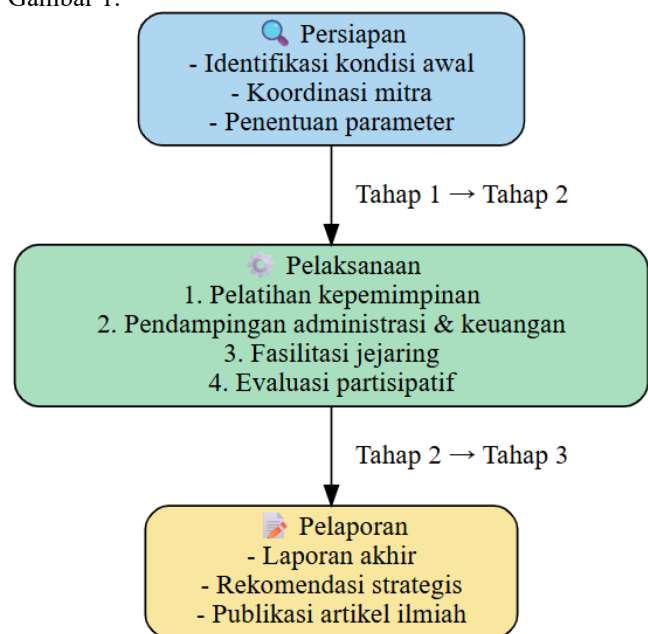 Gambar 1.
Persiapan
- Identifikasi kondisi awal
- Koordinasi mitra
- Penentuan parameter
Tahap 1 → Tahap 2
Pelaksanaan
1. Pelatihan kepemimpinan
2. Pendampingan administrasi & keuangan
3. Fasilitasi jejaring
4. Evaluasi partisipatif
Tahap 2 → Tahap 3
Pelaporan
- Laporan akhir
- Rekomendasi strategis
- Publikasi artikel ilmiah